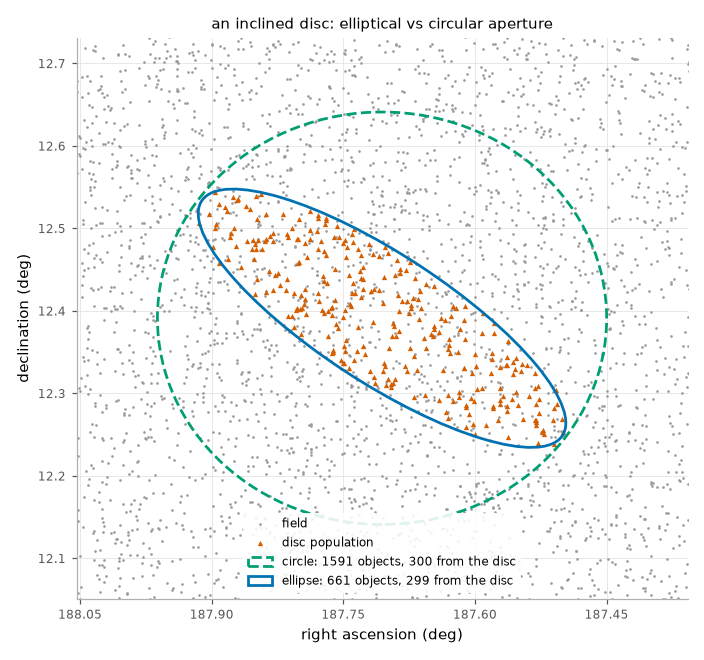 an inclined disc: elliptical vs circular aperture
12.7
12.6
12.5
12.4
12.3
12.2
12.1
declination (deg)
field
disc population
circle: 1591 objects, 300 from the disc
ellipse: 661 objects, 299 from the disc
188.05 187.90 187.75 187.60 187.45
right ascension (deg)